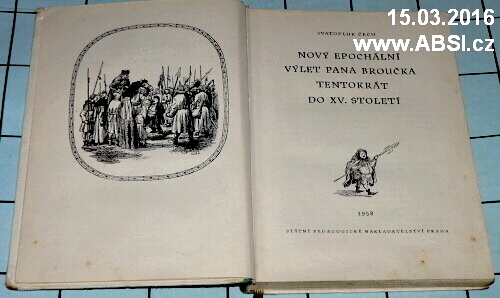 15.03.2016
www.ABSI.cz
SVATOPLUK ČECH
NOVÝ EPOCHÁLNÍ
VÝLET PANA BROUČKA
TENTOKRÁT
DO XV. STOLETÍ
1958
STÁTNÍ PEDAGOGICKÉ NAKLADATELSTVÍ PRAHA